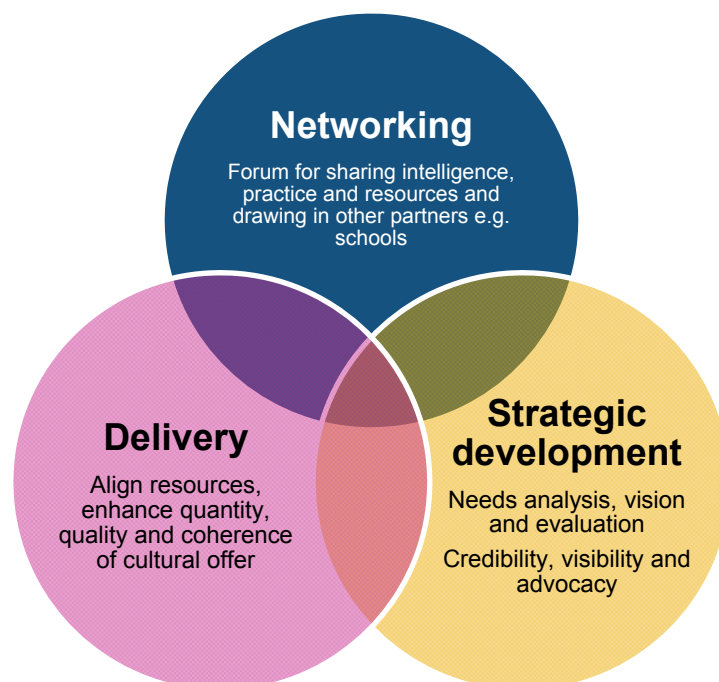 Networking
Forum for sharing intelligence,
practice and resources and
drawing in other partners e.g.
schools
Delivery
Align resources,
enhance quantity,
quality and coherence
of cultural offer
Strategic
development
Needs analysis, vision
and evaluation
Credibility, visibility and
advocacy